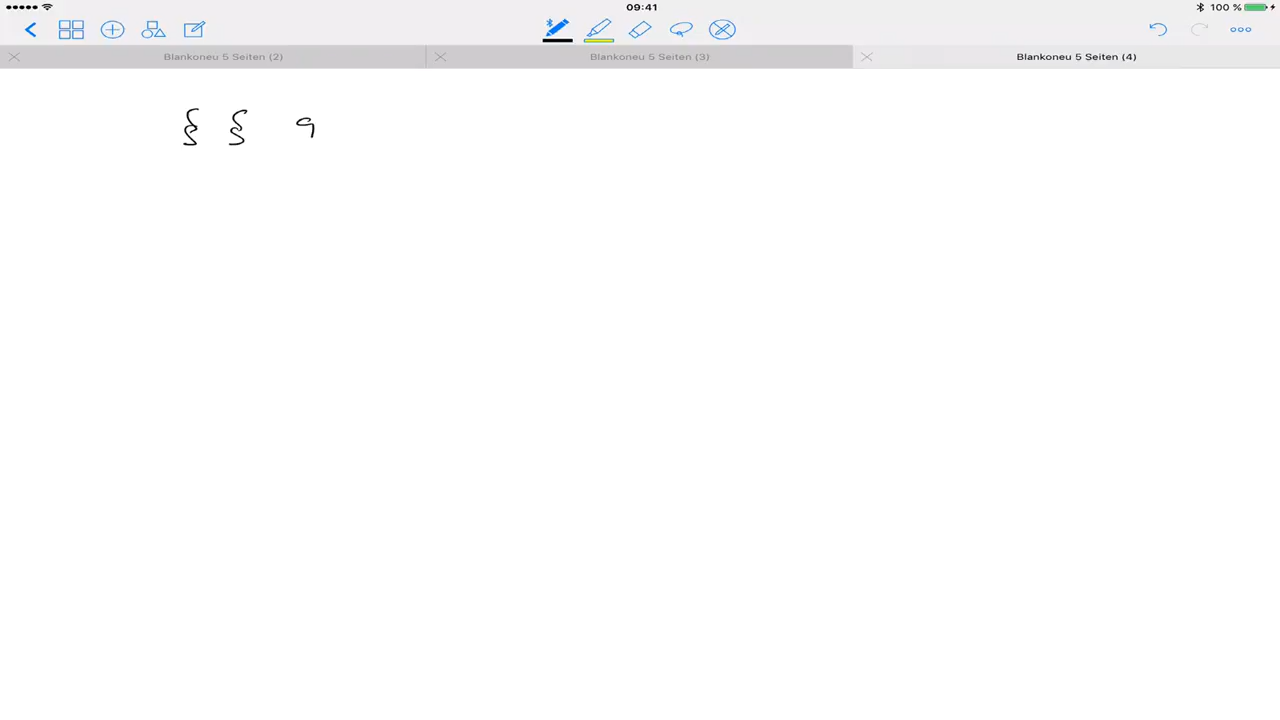 09:41
100 %
Blankoneu 5 Seiten (2)
Blankoneu 5 Seiten (3)
Blankoneu 5 Seiten (4)
§ § 9